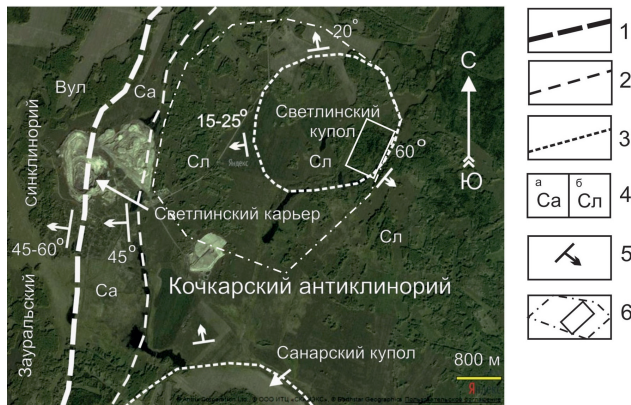 20°
С
Ю
Вул
Са
Светлинский
купол
15-25°
Сл
Яндекс
Сл
60°
Синклинорий
Зауральский
Светлинский карьер
Сл
45-60°
45°
Са
Кочкарский антиклинорий
Санарский купол
800 м
Я
1
2
3
а
Са
б
Сл
4
5
6